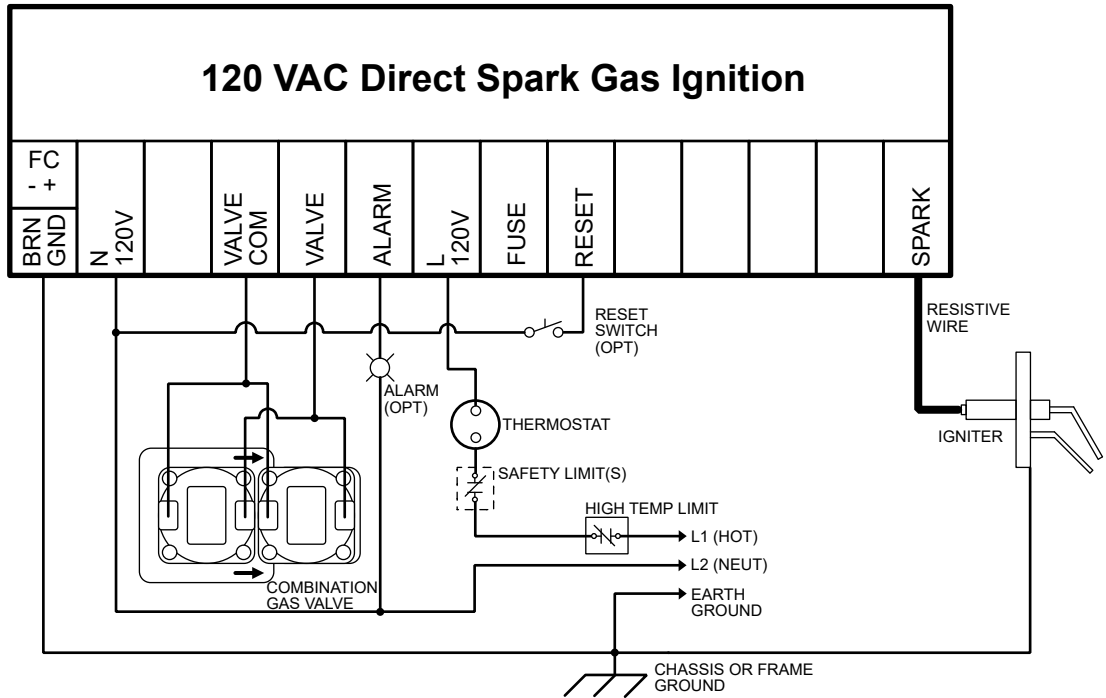 120 VAC Direct Spark Gas Ignition
FC
- +
BRN
GND
N
120V
VALVE
COM
VALVE
ALARM
L
120V
FUSE
RESET
SPARK
RESET
SWITCH
(OPT)
RESISTIVE
WIRE
ALARM
(OPT)
THERMOSTAT
IGNITER
SAFETY LIMIT(S)
HIGH TEMP LIMIT
L1 (HOT)
L2 (NEUT)
COMBINATION
GAS VALVE
EARTH
GROUND
CHASSIS OR FRAME
GROUND